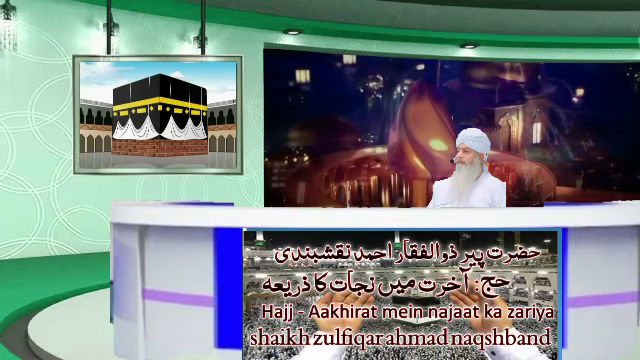 حضرت پیر ذوالفقار احمد نقشبندی
حج: آخرت میں نجات کا ذریعہ
Hajj - Aakhirat mein najaat ka zariya
shaikh zulfiqar ahmad naqshband